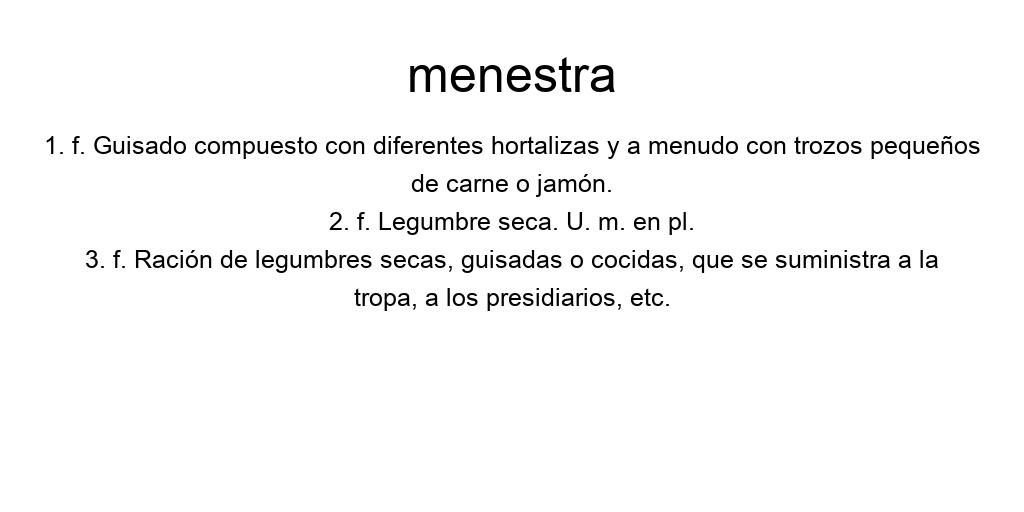 menestra
1. f. Guisado compuesto con diferentes hortalizas y a menudo con trozos pequeños
de carne o jamón.
2. f. Legumbre seca. U. m. en pl.
3. f. Ración de legumbres secas, guisadas o cocidas, que se suministra a la
tropa, a los presidiarios, etc.